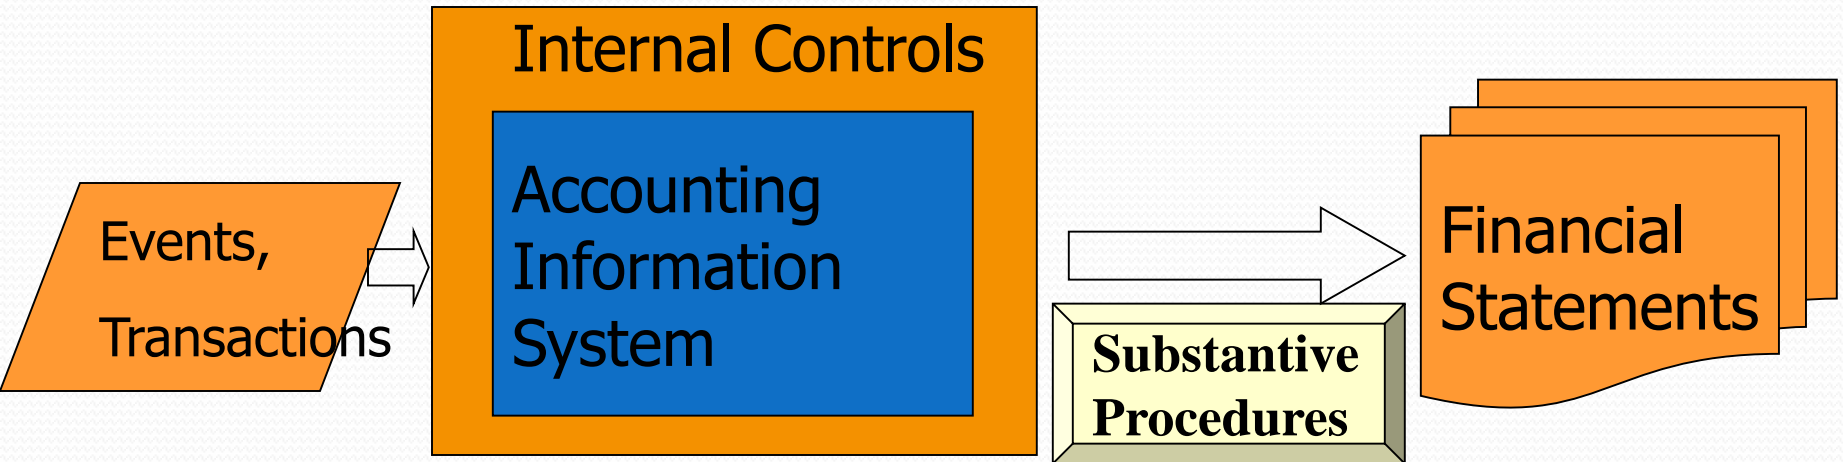 Internal Controls
Accounting
Information
System
Events,
Transactions
Substantive
Procedures
Financial
Statements